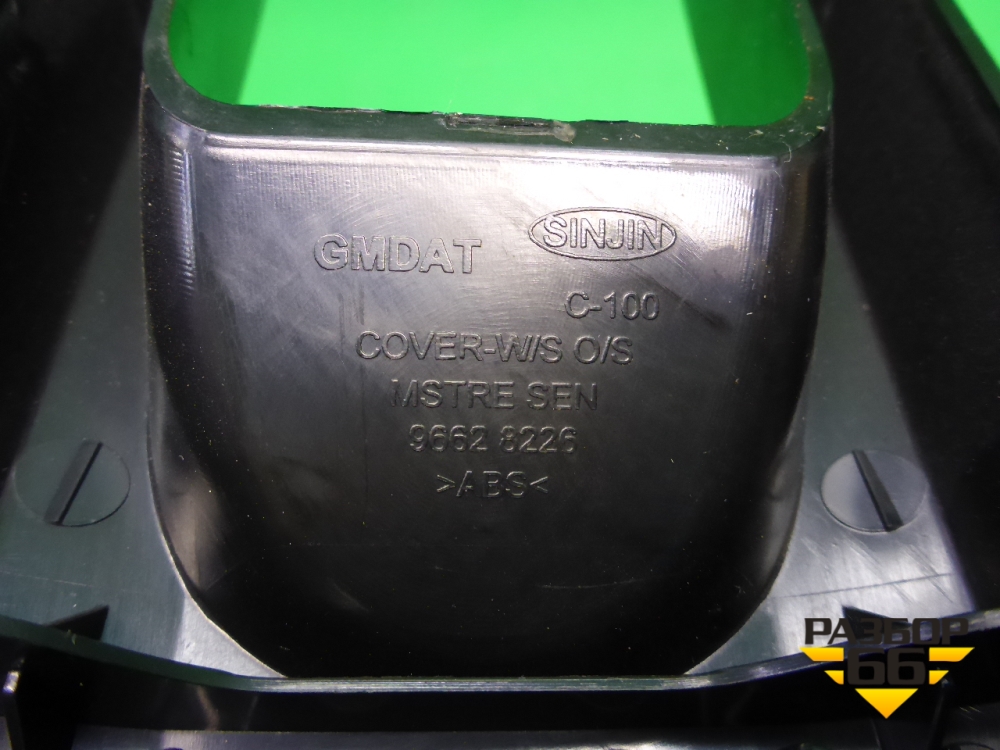 GMDAT SINJIN
C-100
COVER-W/S O/S
MSTRE SEN
9662 8226
>ABS<
РАЗБОР
66